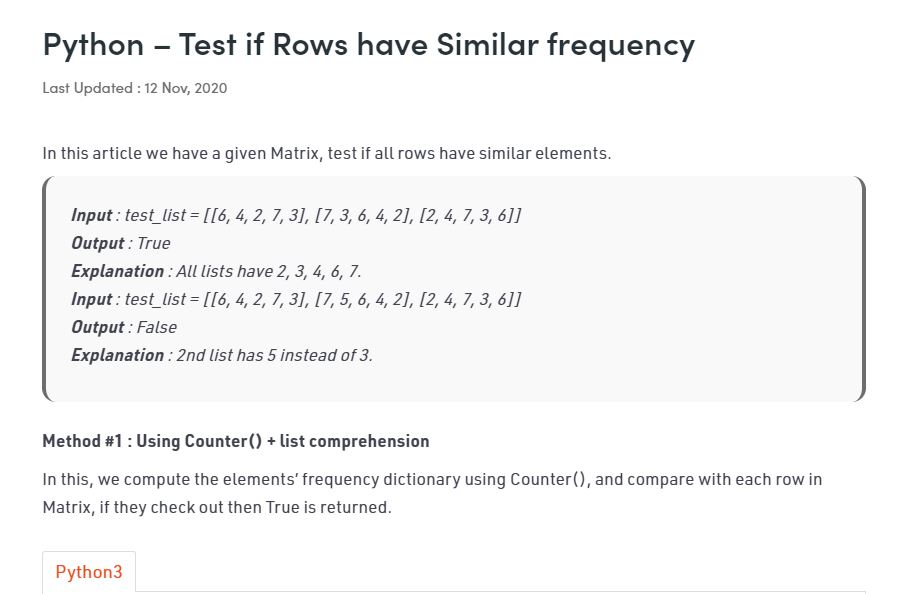 Python – Test if Rows have Similar frequency
Last Updated : 12 Nov, 2020
In this article we have a given Matrix, test if all rows have similar elements.
Input : test_list = [[6, 4, 2, 7, 3], [7, 3, 6, 4, 2], [2, 4, 7, 3, 6]]
Output : True
Explanation : All lists have 2, 3, 4, 6, 7.
Input : test_list = [[6, 4, 2, 7, 3], [7, 5, 6, 4, 2], [2, 4, 7, 3, 6]]
Output : False
Explanation : 2nd list has 5 instead of 3.
Method #1 : Using Counter() + list comprehension
In this, we compute the elements’ frequency dictionary using Counter(), and compare with each row in
Matrix, if they check out then True is returned.
Python3